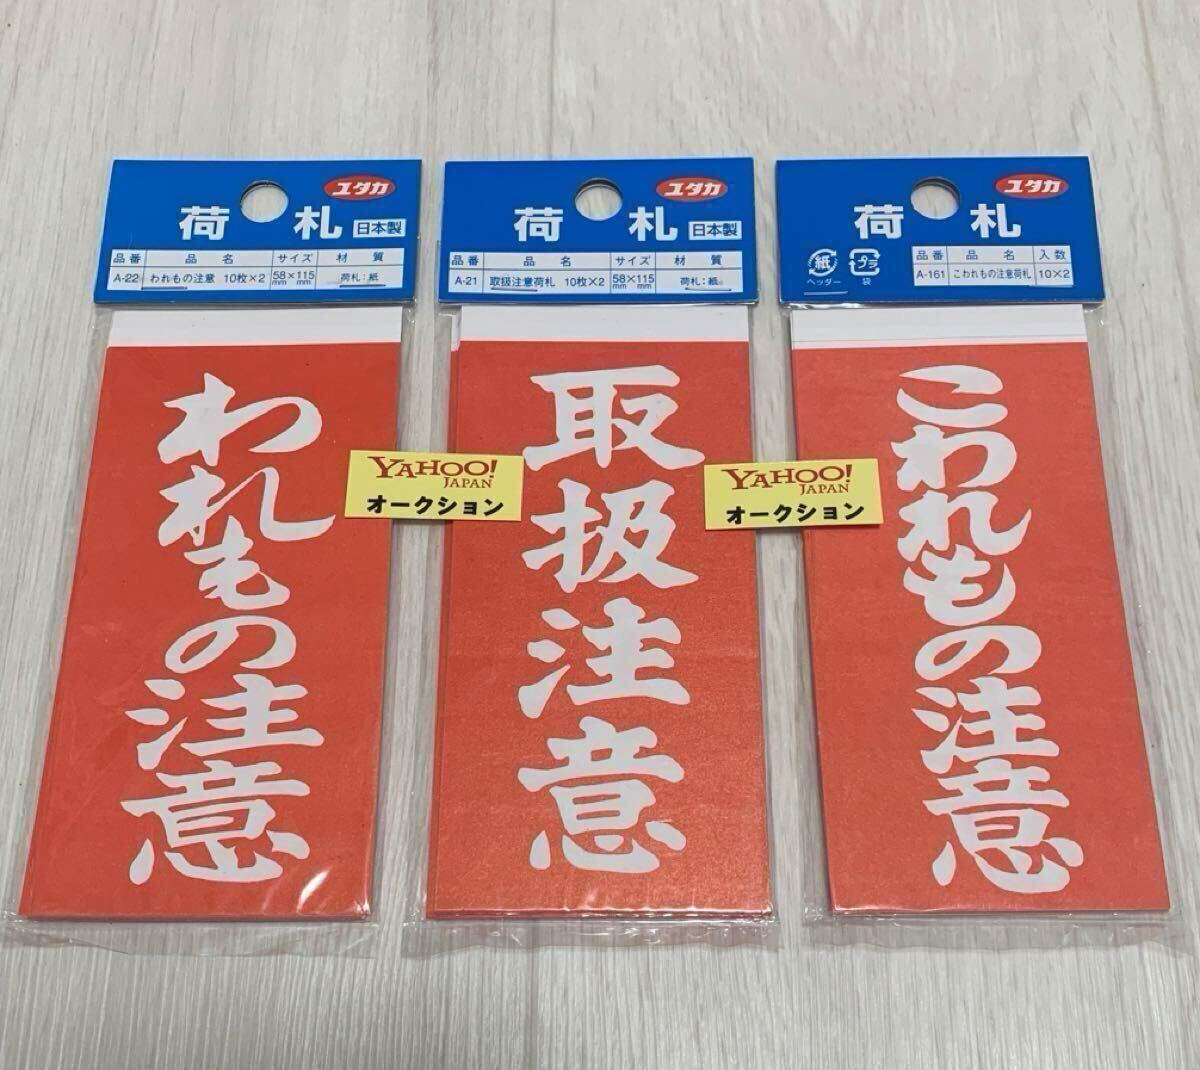 ユタカ
荷 札 日本製
品番 品名 サイズ 材質
A-22 われもの注意 10枚×2 58×115 荷札:紙
mm mm
われもの注意
ユタカ
荷 札 日本製
品番 品名 サイズ 材質
A-21 取扱注意荷札 10枚×2 58×115 荷札:紙
mm mm
取扱注意
ユタカ
荷 札
紙 プラ
ヘッダー 袋
品番 品名 入数
A-161 こわれもの注意荷札 10×2
こわれもの注意
YAHOO!
JAPAN
オークション
YAHOO!
JAPAN
オークション